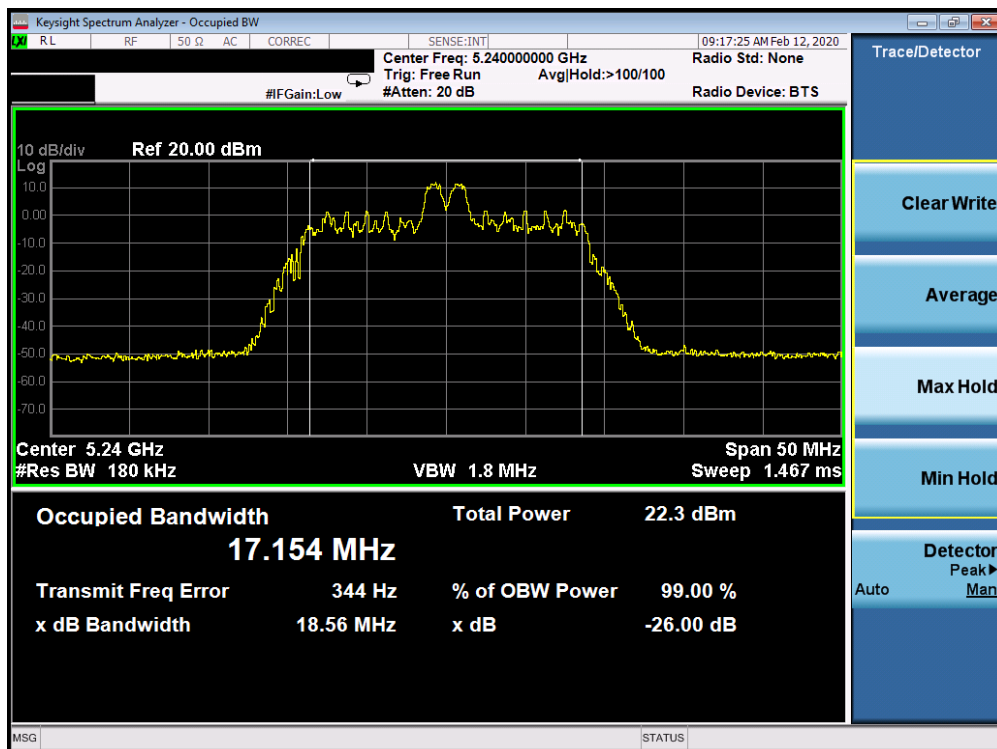 Keysight Spectrum Analyzer - Occupied BW
LXI RL RF 50 Ω AC CORREC SENSE:INT 09:17:25 AM Feb 12, 2020
Center Freq: 5.240000000 GHz Radio Std: None
Trig: Free Run Avg|Hold:>100/100
#IFGain:Low #Atten: 20 dB Radio Device: BTS
10 dB/div Ref 20.00 dBm
Log
10.0
0.00
-10.0
-20.0
-30.0
-40.0
-50.0
-60.0
-70.0
Center 5.24 GHz Span 50 MHz
#Res BW 180 kHz VBW 1.8 MHz Sweep 1.467 ms
Occupied Bandwidth Total Power 22.3 dBm
17.154 MHz
Transmit Freq Error 344 Hz % of OBW Power 99.00 %
x dB Bandwidth 18.56 MHz x dB -26.00 dB
MSG STATUS
Trace/Detector
Clear Write
Average
Max Hold
Min Hold
Detector
Peak▶
Auto Man